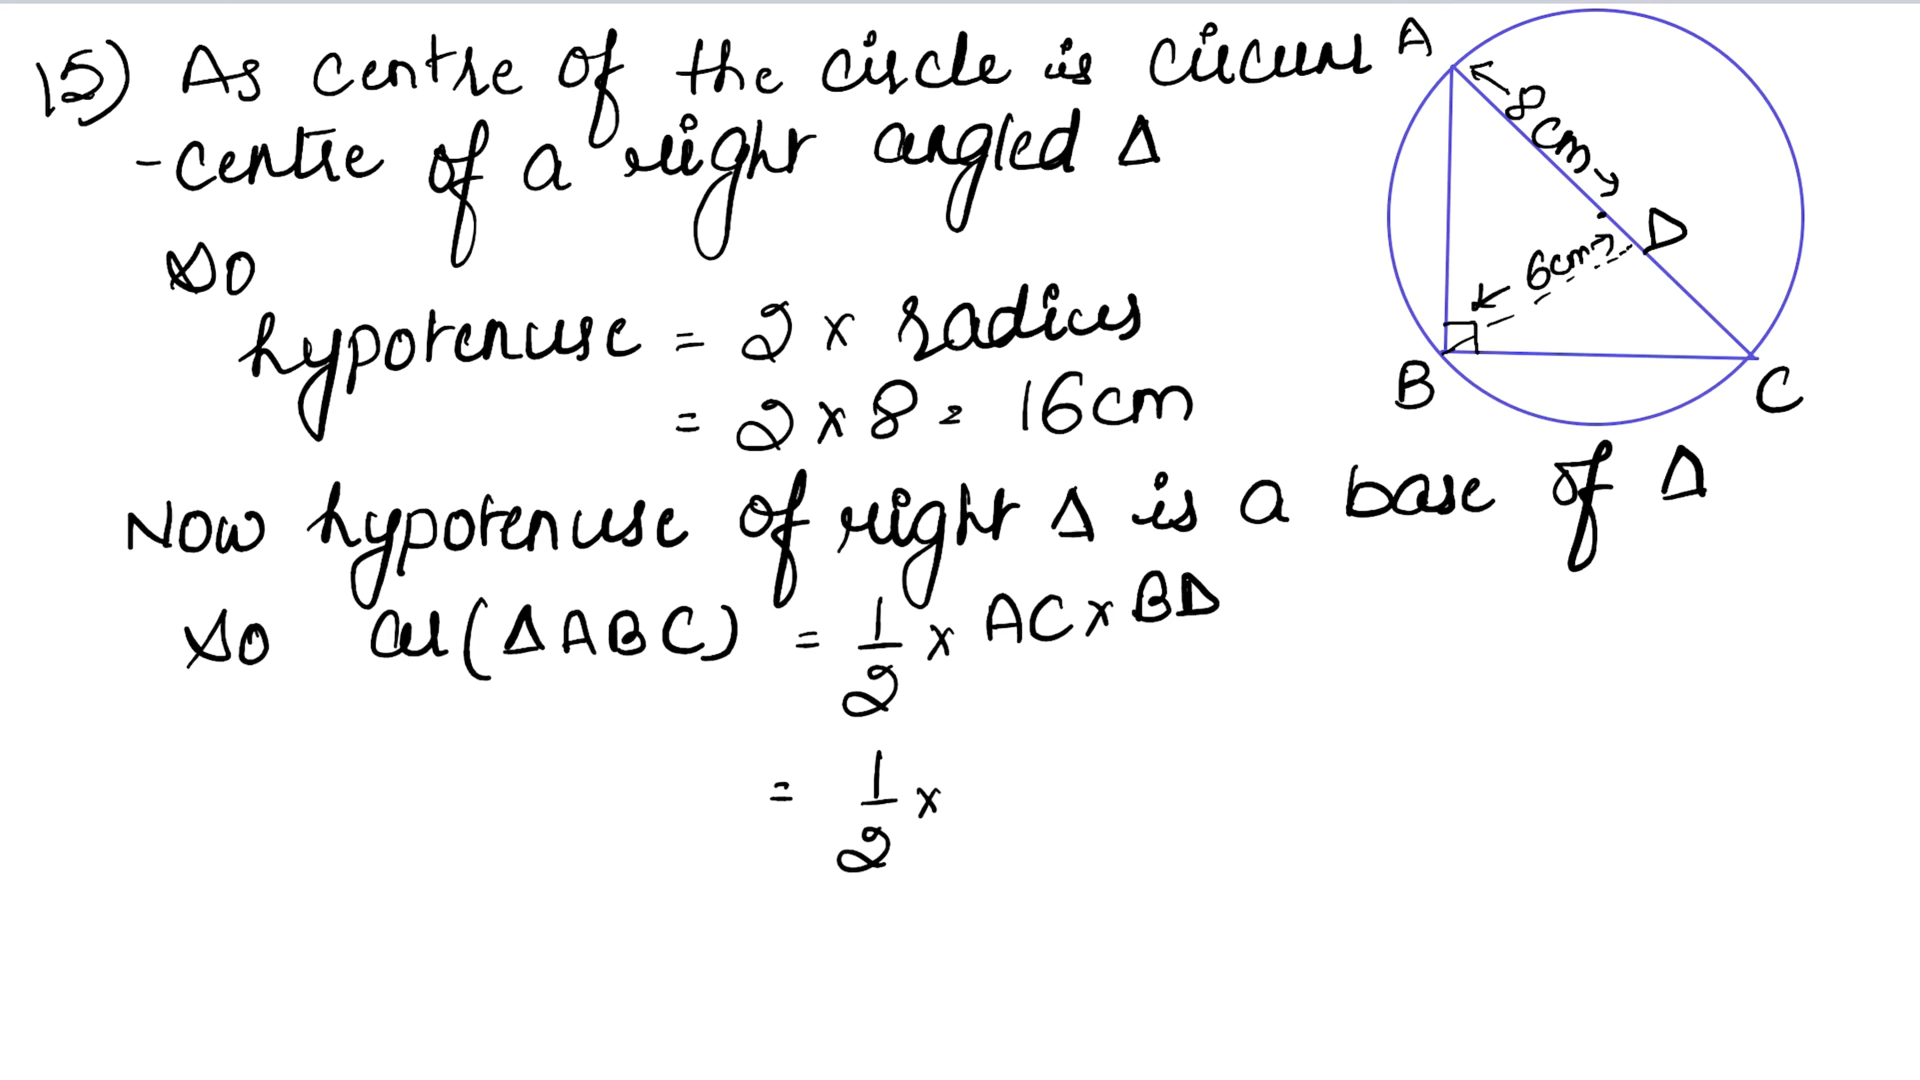 15) As centre of the circle is circum
-centre of a right angled Δ
so
hypotenuse = 2 × radius
= 2 × 8 = 16cm
Now hypotenuse of right Δ is a base of Δ
so ar(ΔABC) = 1/2 × AC × BD
= 1/2 ×
A
8cm
D
6cm
B
C